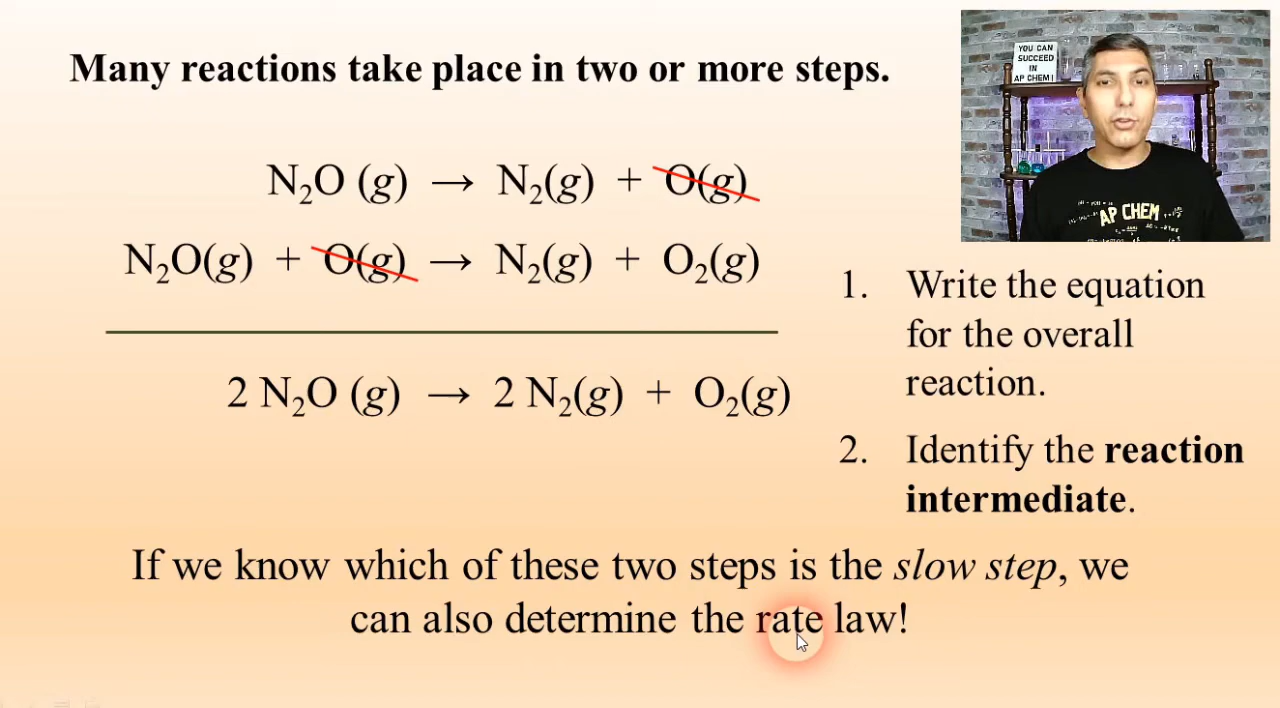 Many reactions take place in two or more steps.
YOU CAN
SUCCEED
IN
AP CHEM!
AP CHEM
N₂O (g) → N₂(g) + O(g)
N₂O(g) + O(g) → N₂(g) + O₂(g)
2 N₂O (g) → 2 N₂(g) + O₂(g)
1. Write the equation
for the overall
reaction.
2. Identify the reaction
intermediate.
If we know which of these two steps is the slow step, we
can also determine the rate law!